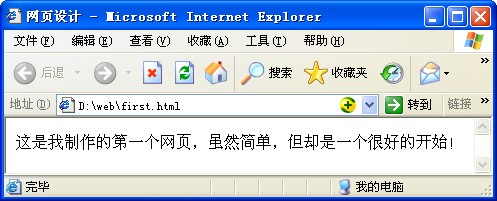 网页设计 - Microsoft Internet Explorer
文件(F) 编辑(E) 查看(V) 收藏(A) 工具(T) 帮助(H)
后退 搜索 收藏夹
地址(D) D:\web\first.html 转到 链接
这是我制作的第一个网页，虽然简单，但却是一个很好的开始！
完毕 我的电脑